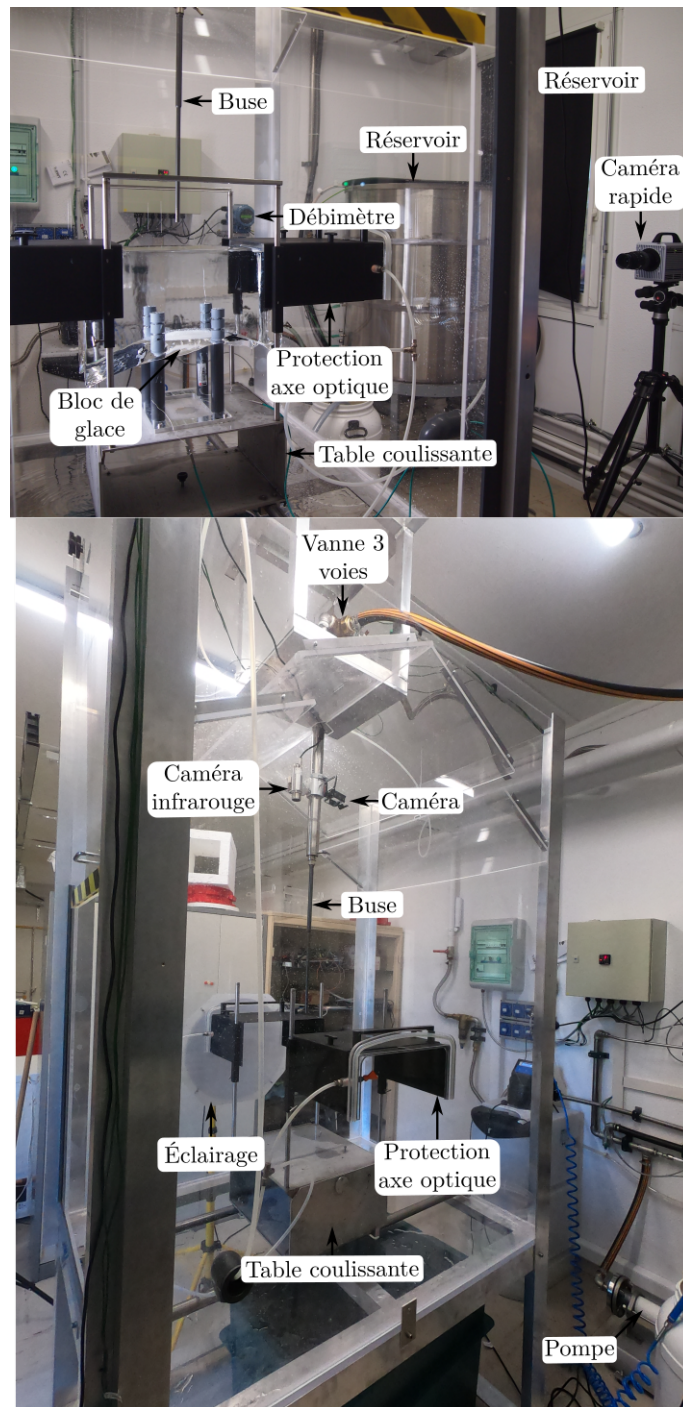 Réservoir
Buse
Réservoir
Caméra
rapide
Débimètre
Protection
axe optique
Bloc de
glace
Table coulissante
Vanne 3
voies
Caméra
infrarouge
Caméra
Buse
Éclairage
Protection
axe optique
Table coulissante
Pompe